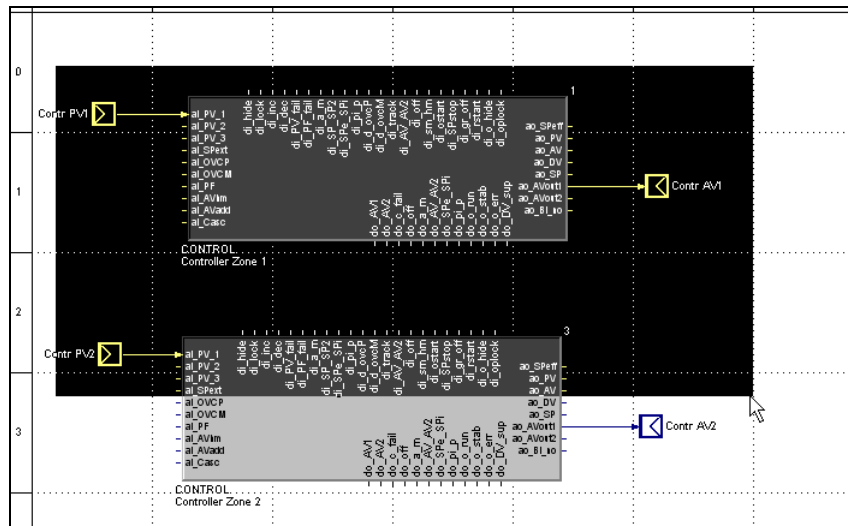 0
1
2
3
Contr PV1
1
di_hide
di_lock
di_inc
di_dec
di_PV_fail
di_PF_fail
di_a_m
di_SP_SP2
di_SPe_SPi
di_pi_p
di_d_ovcP
di_d_ovcM
di_track
di_AV_AV2
di_off
di_sm_hm
di_ostart
di_SPstop
di_gr_off
di_rstart
di_o_hide
di_oplock
aI_PV_1
aI_PV_2
aI_PV_3
aI_SPext
aI_OVCP
aI_OVCM
aI_PF
aI_AVlim
aI_AVadd
aI_Casc
ao_SPeff
ao_PV
ao_AV
ao_DV
ao_SP
ao_AVout1
ao_AVout2
ao_Bl_no
do_AV1
do_AV2
do_c_fail
do_off
do_a_m
do_AV_AV2
do_SPe_SPi
do_pi_p
do_o_run
do_o_stab
do_o_err
do_DV_sup
Contr AV1
CONTROL
Controller Zone 1
Contr PV2
3
di_hide
di_lock
di_inc
di_dec
di_PV_fail
di_PF_fail
di_a_m
di_SP_SP2
di_SPe_SPi
di_pi_p
di_d_ovcP
di_d_ovcM
di_track
di_AV_AV2
di_off
di_sm_hm
di_ostart
di_SPstop
di_gr_off
di_rstart
di_o_hide
di_oplock
aI_PV_1
aI_PV_2
aI_PV_3
aI_SPext
aI_OVCP
aI_OVCM
aI_PF
aI_AVlim
aI_AVadd
aI_Casc
ao_SPeff
ao_PV
ao_AV
ao_DV
ao_SP
ao_AVout1
ao_AVout2
ao_Bl_no
do_AV1
do_AV2
do_c_fail
do_off
do_a_m
do_AV_AV2
do_SPe_SPi
do_pi_p
do_o_run
do_o_stab
do_o_err
do_DV_sup
Contr AV2
CONTROL
Controller Zone 2